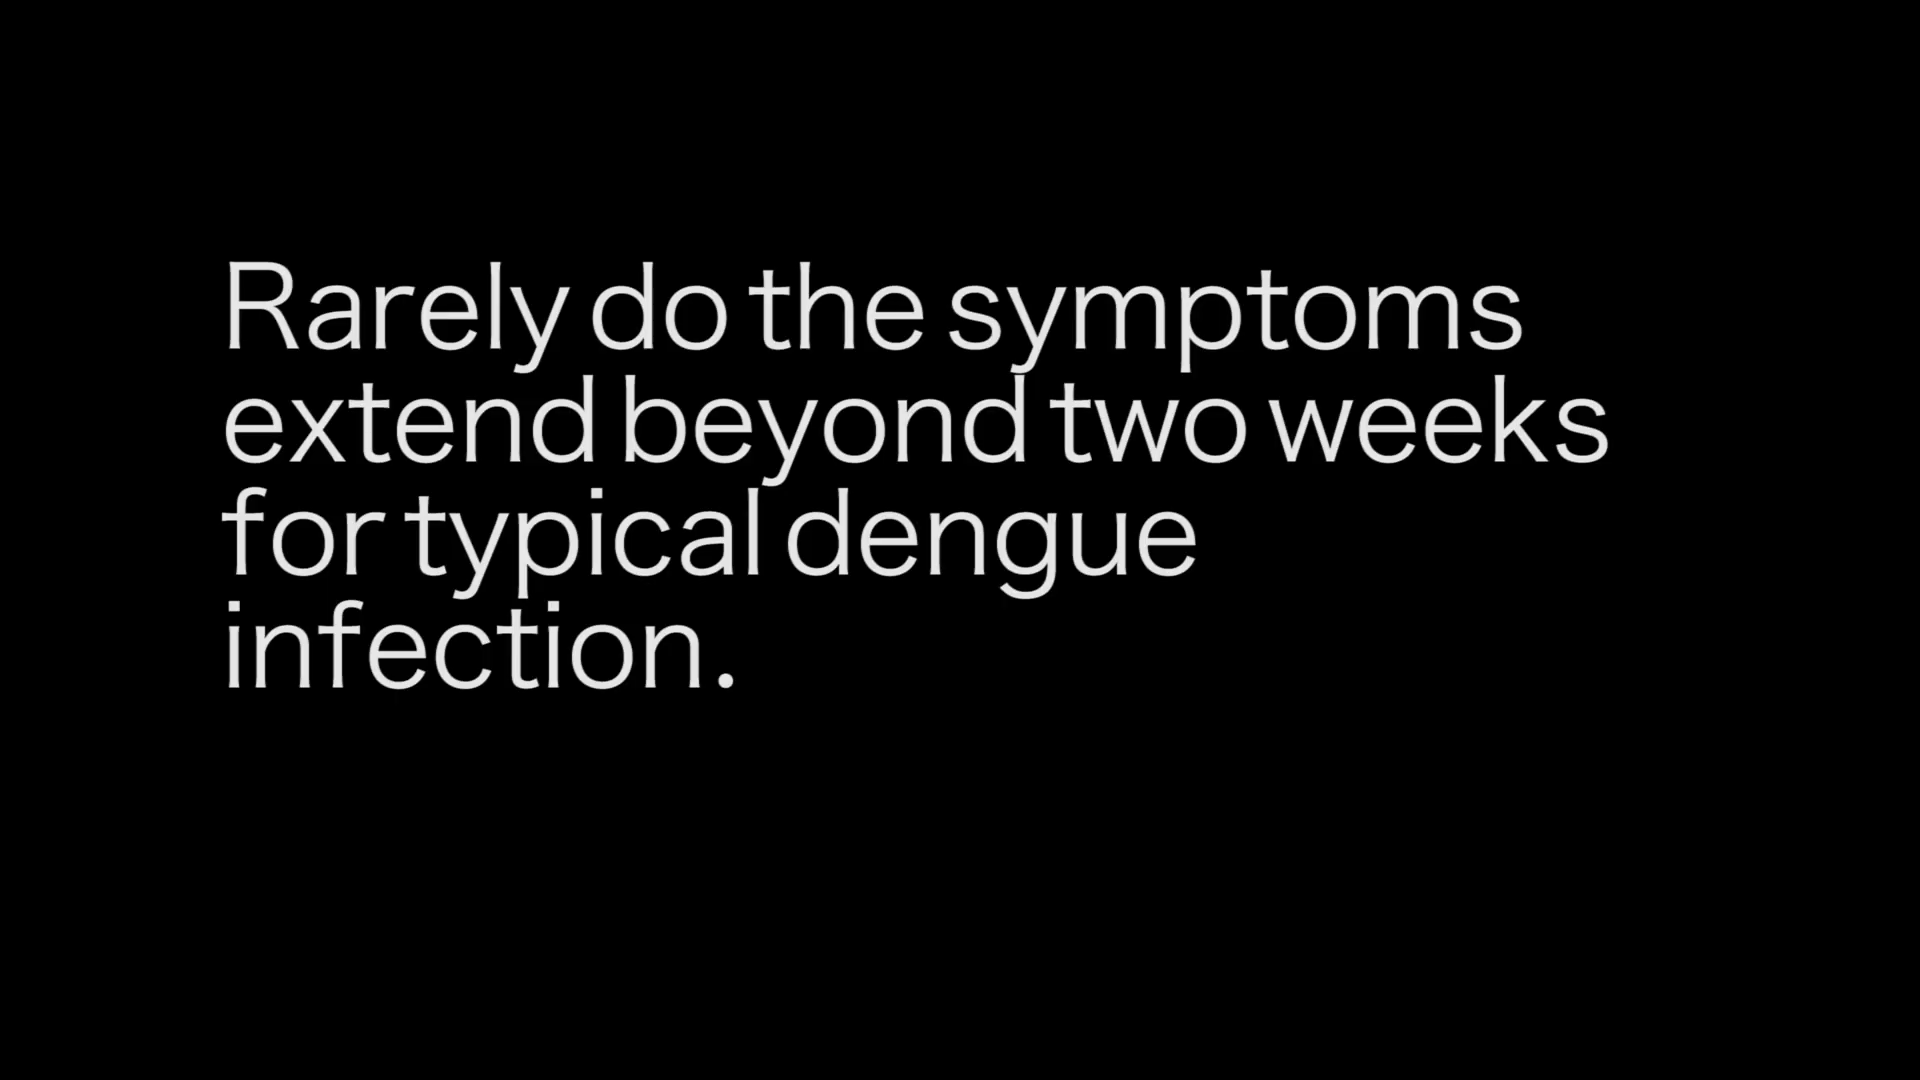 Rarely do the symptoms
extend beyond two weeks
for typical dengue
infection.